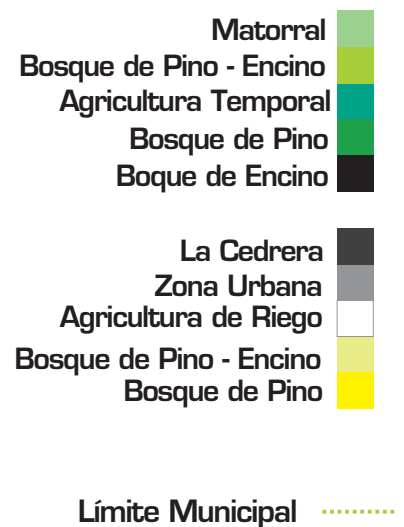 Matorral
Bosque de Pino - Encino
Agricultura Temporal
Bosque de Pino
Boque de Encino
La Cedrera
Zona Urbana
Agricultura de Riego
Bosque de Pino - Encino
Bosque de Pino
Límite Municipal